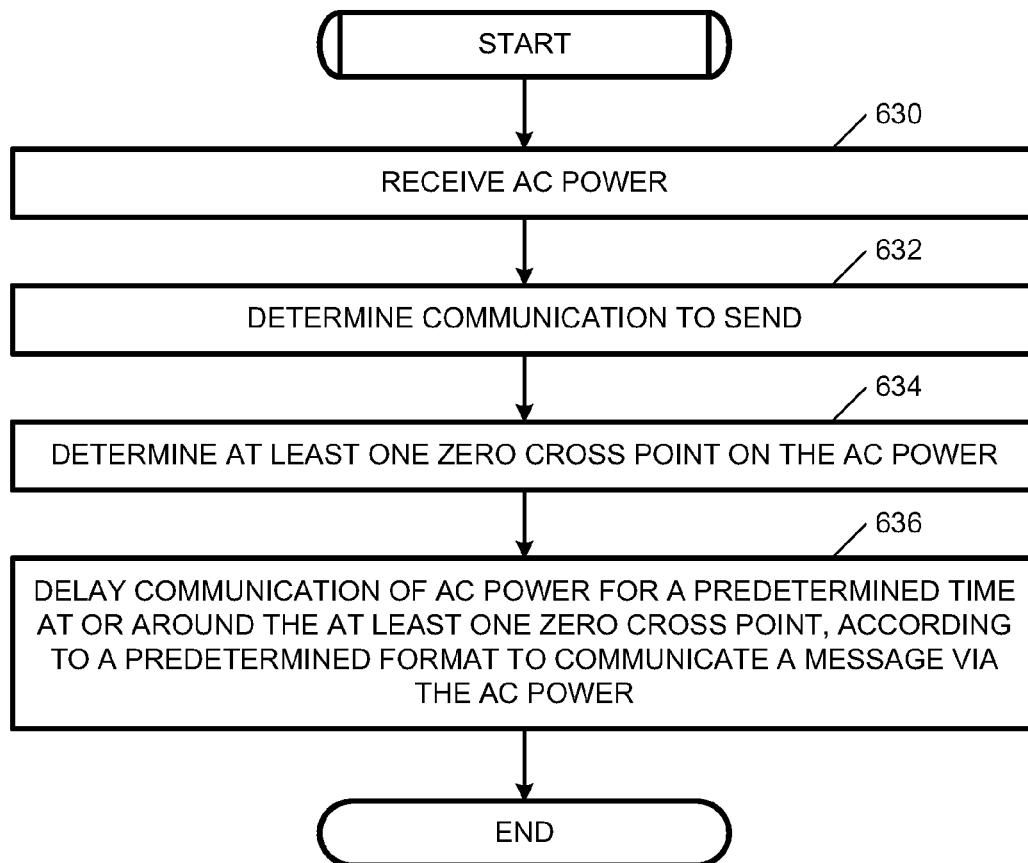 START
630
RECEIVE AC POWER
632
DETERMINE COMMUNICATION TO SEND
634
DETERMINE AT LEAST ONE ZERO CROSS POINT ON THE AC POWER
636
DELAY COMMUNICATION OF AC POWER FOR A PREDETERMINED TIME
AT OR AROUND THE AT LEAST ONE ZERO CROSS POINT, ACCORDING
TO A PREDETERMINED FORMAT TO COMMUNICATE A MESSAGE VIA
THE AC POWER
END